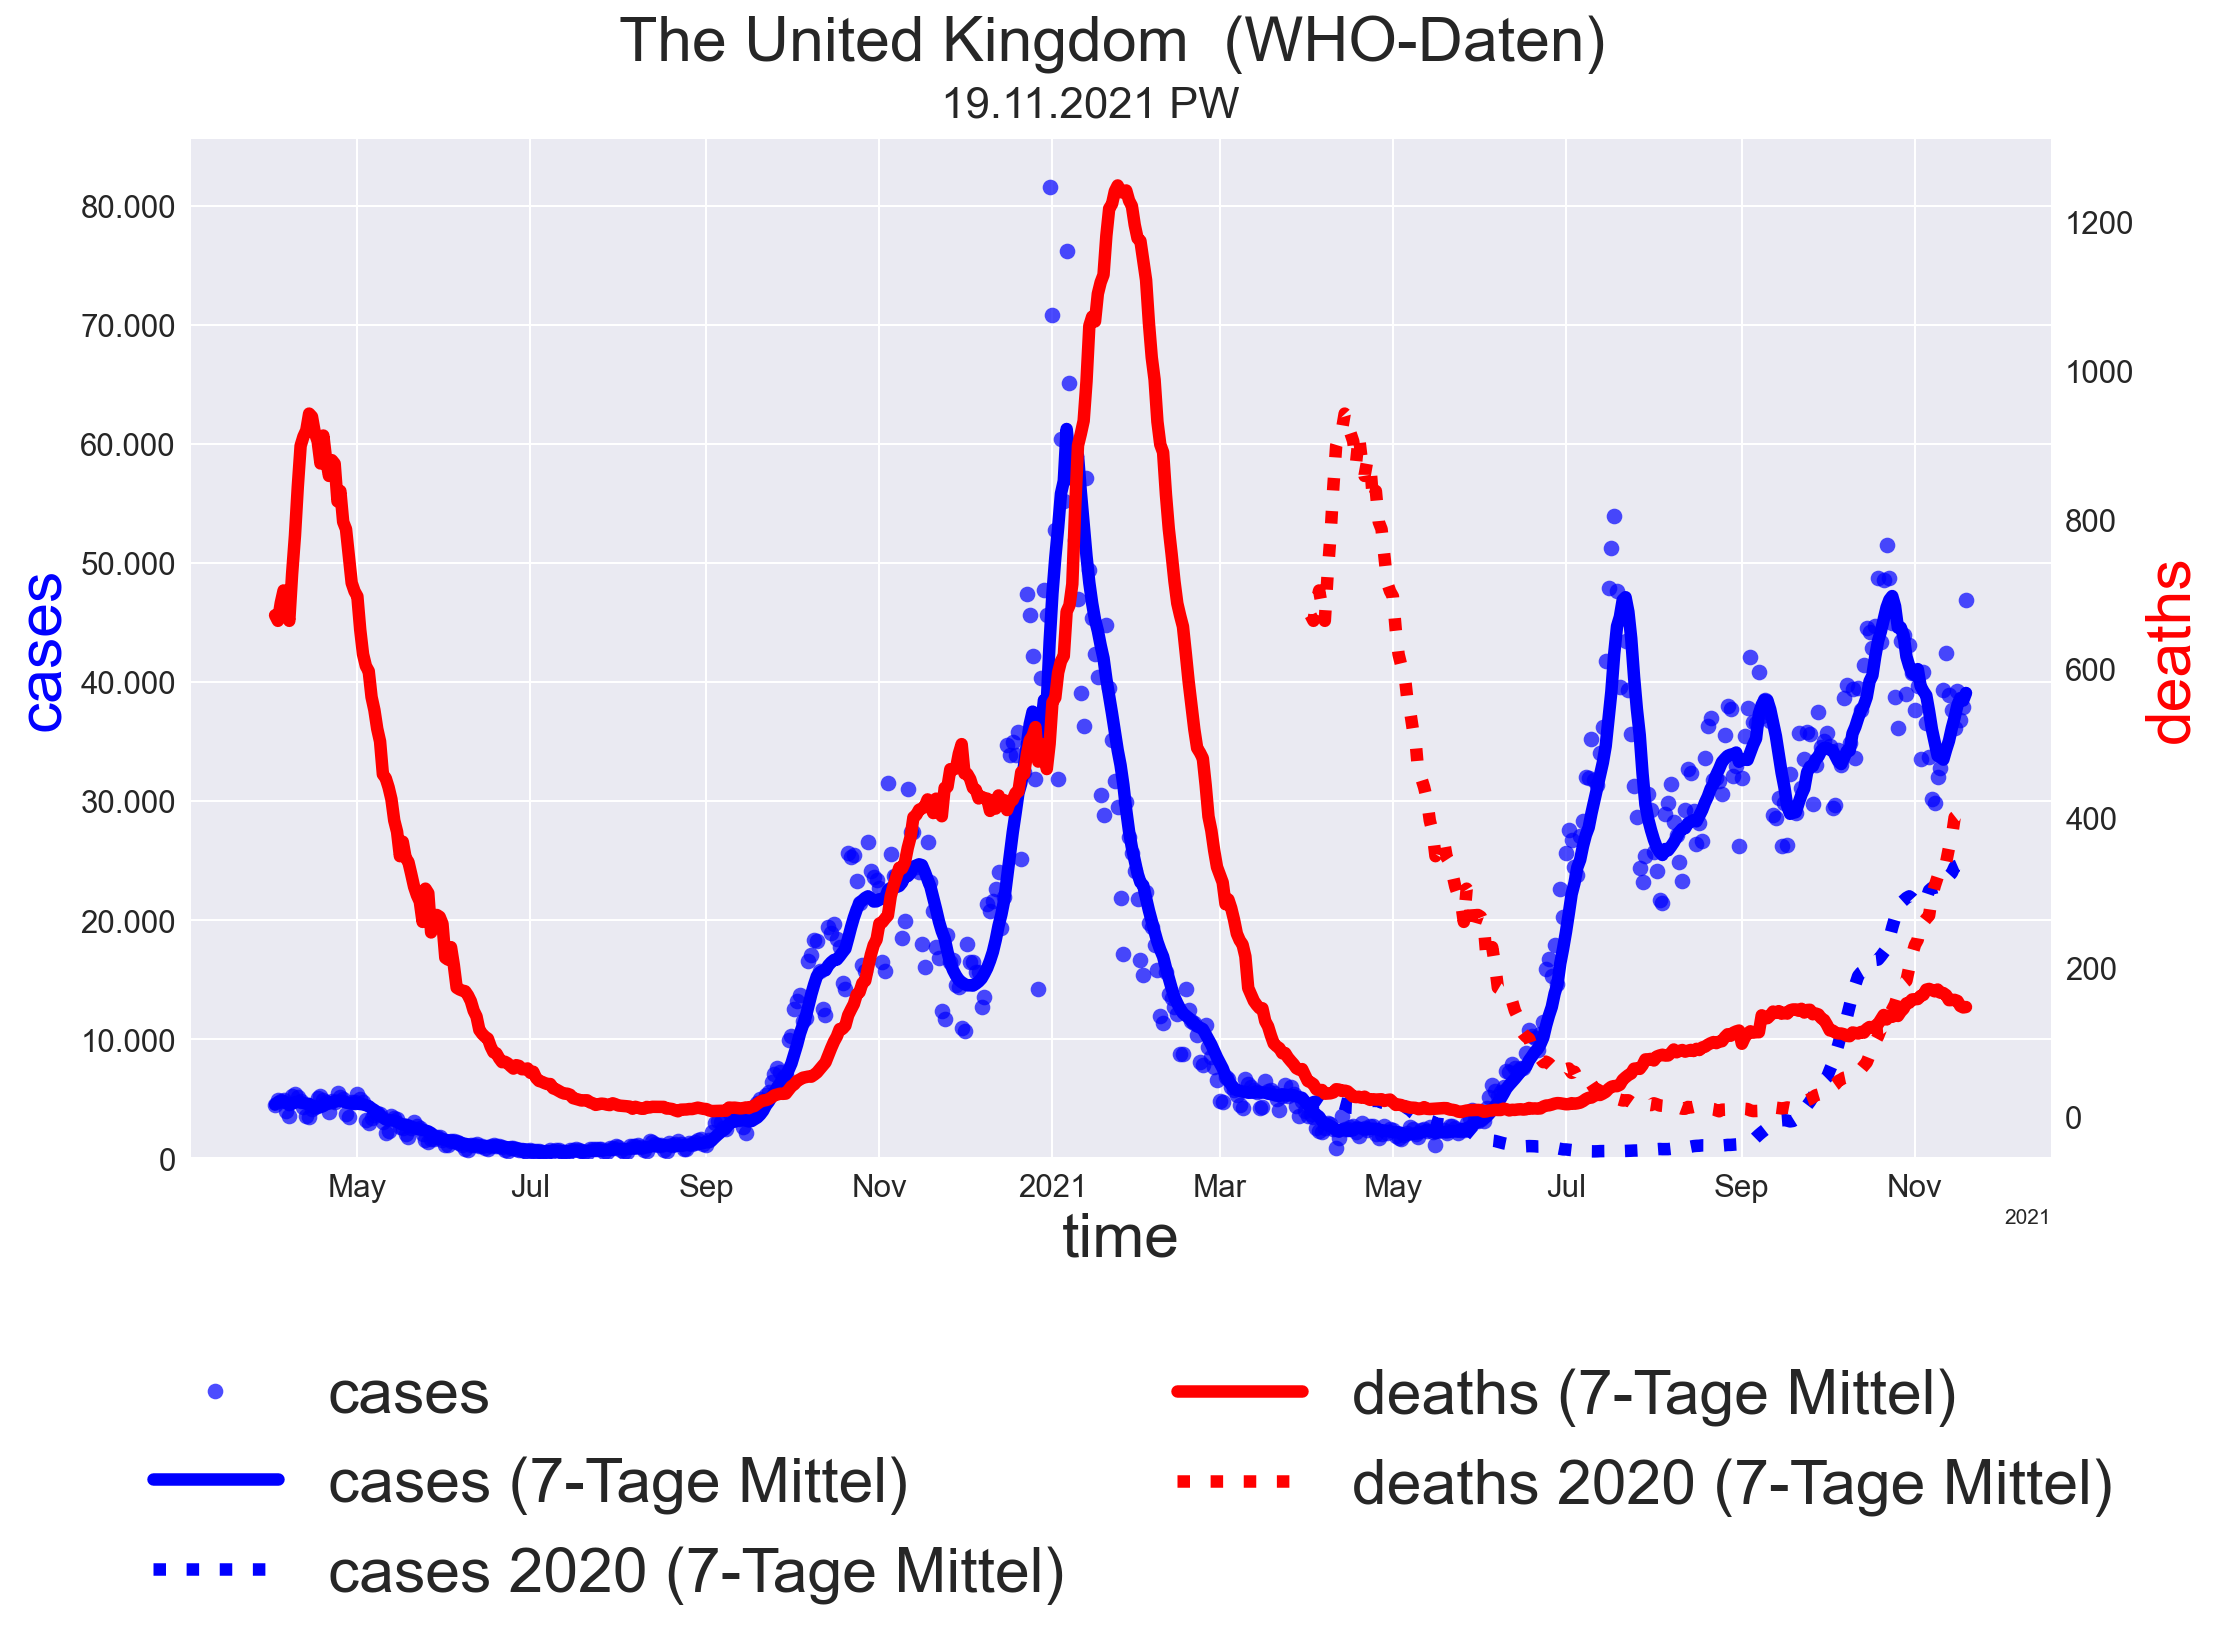 The United Kingdom  (WHO-Daten)
19.11.2021 PW
cases
80.000
70.000
60.000
50.000
40.000
30.000
20.000
10.000
0
1200
1000
800
600
400
200
0
deaths
May
Jul
Sep
Nov
2021
Mar
May
Jul
Sep
Nov
2021
time
cases
cases (7-Tage Mittel)
cases 2020 (7-Tage Mittel)
deaths (7-Tage Mittel)
deaths 2020 (7-Tage Mittel)